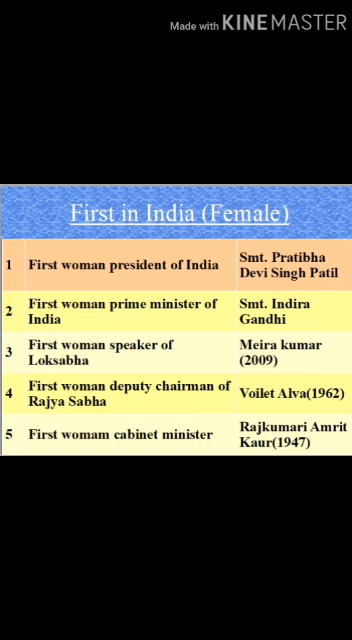 Made with KINEMASTER
First in India (Female)
1 First woman president of India Smt. Pratibha
Devi Singh Patil
2 First woman prime minister of
India Smt. Indira
Gandhi
3 First woman speaker of
Loksabha Meira kumar
(2009)
4 First woman deputy chairman of
Rajya Sabha Voilet Alva(1962)
5 First womam cabinet minister Rajkumari Amrit
Kaur(1947)